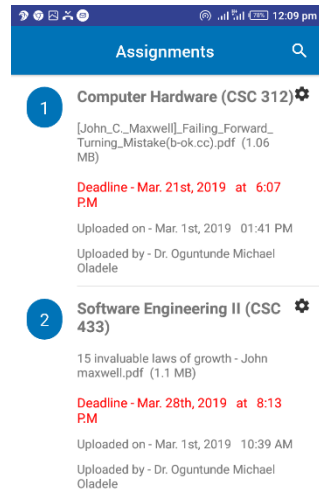 78% 12:09 pm
Assignments
1
Computer Hardware (CSC 312)
[John_C._Maxwell]_Failing_Forward_
Turning_Mistake(b-ok.cc).pdf (1.06
MB)
Deadline - Mar. 21st, 2019 at 6:07
P.M
Uploaded on - Mar. 1st, 2019 01:41 PM
Uploaded by - Dr. Oguntunde Michael
Oladele
2
Software Engineering II (CSC
433)
15 invaluable laws of growth - John
maxwell.pdf (1.1 MB)
Deadline - Mar. 28th, 2019 at 8:13
P.M
Uploaded on - Mar. 1st, 2019 10:39 AM
Uploaded by - Dr. Oguntunde Michael
Oladele